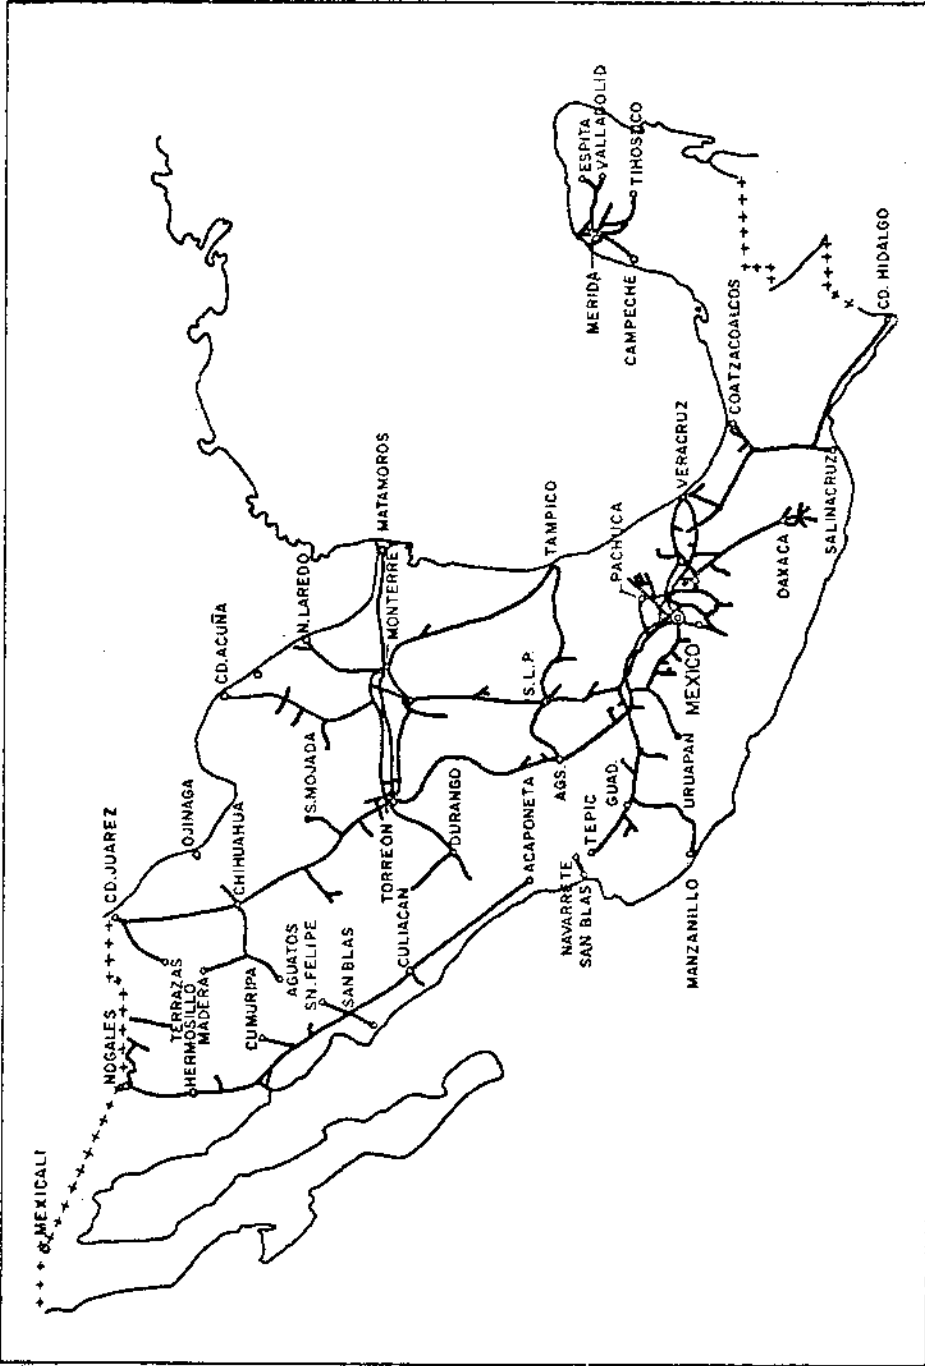 MEXICALI
NOGALES
CD. JUAREZ
OJINAGA
TERRAZAS
HERMOSILLO
MADERA
CHIHUAHUA
CUMURIPA
AGUATOS
SN. FELIPE
SAN BLAS
CD. ACUÑA
N. LAREDO
S. MOJADA
MATAMOROS
MONTERRE
TORREON
CULIACAN
DURANGO
ACAPONETA
S.L.P.
TAMPICO
AGS.
NAVARRETE
SAN BLAS
TEPIC
GUAD.
PACHUCA
MEXICO
URUAPAN
MANZANILLO
VERACRUZ
COATZACOALCOS
OAXACA
SALINACRUZ
CD. HIDALGO
MERIDA
CAMPECHE
ESPITA
VALLADOLID